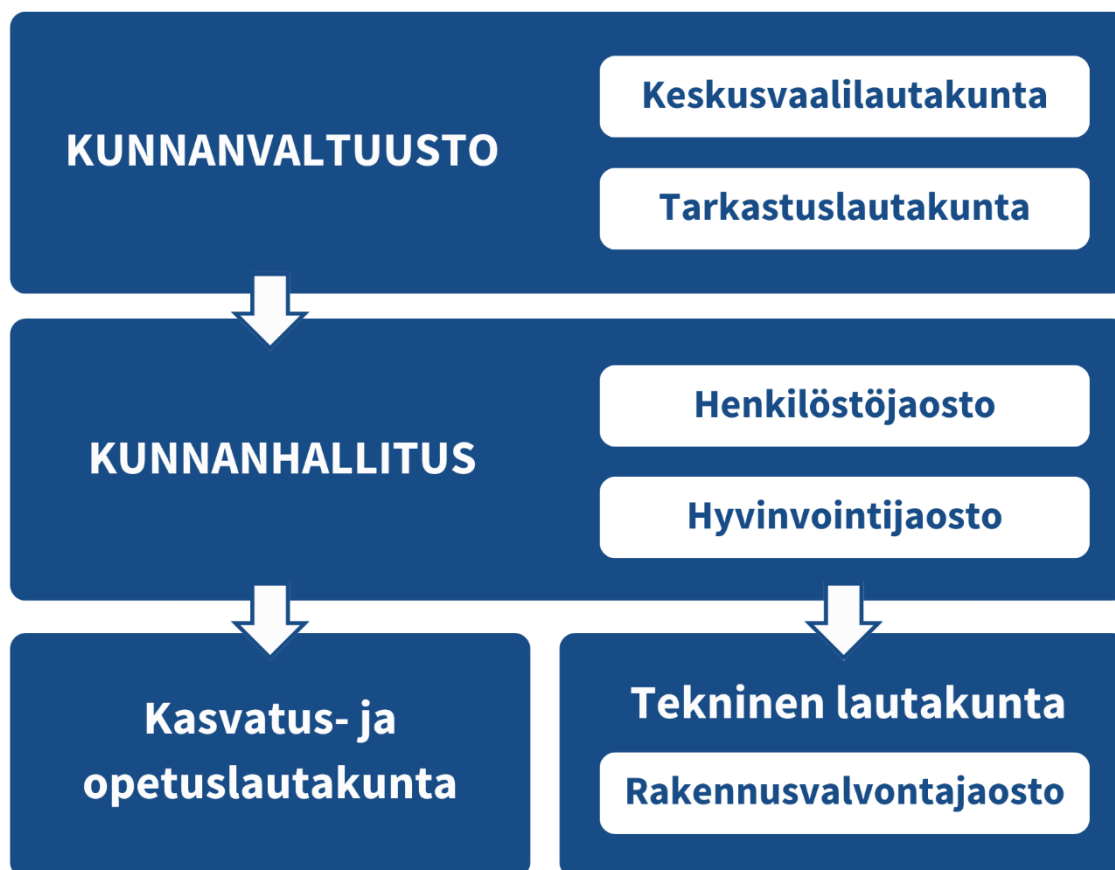 KUNNANVALTUUSTO
Keskusvaalilautakunta
Tarkastuslautakunta
KUNNANHALLITUS
Henkilöstöjaosto
Hyvinvointijaosto
Kasvatus- ja
opetuslautakunta
Tekninen lautakunta
Rakennusvalvontajaosto